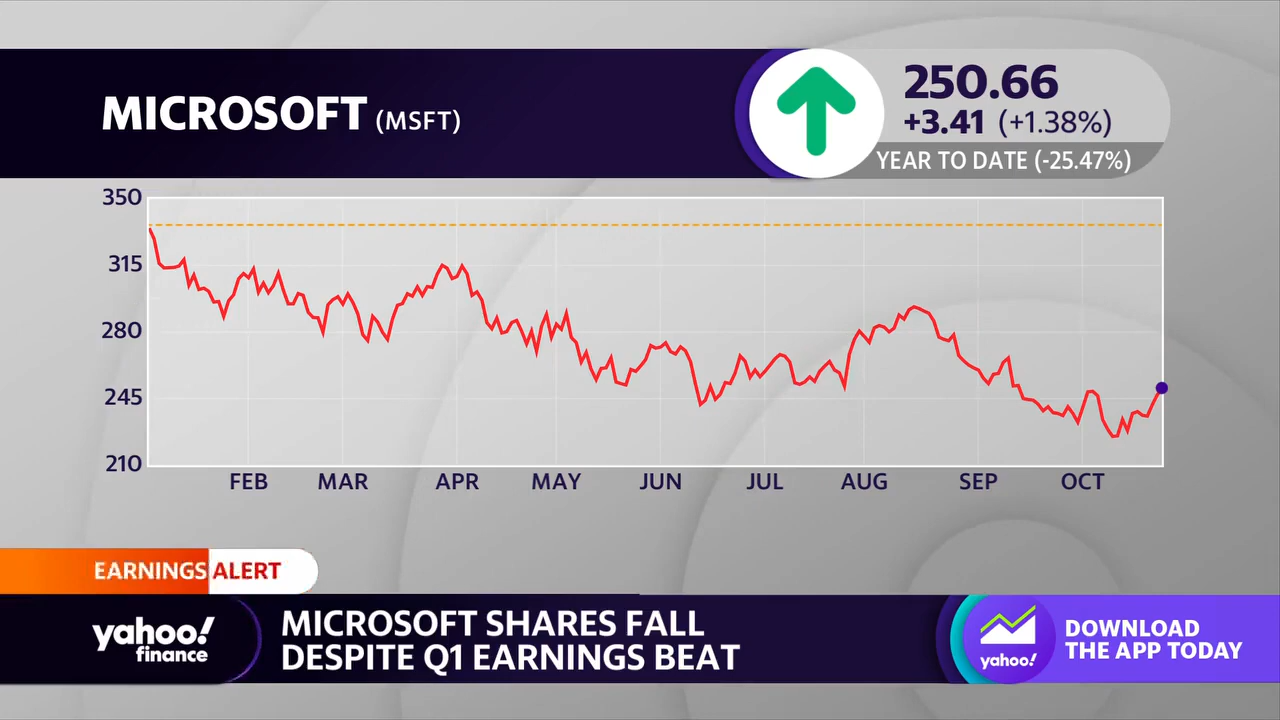 MICROSOFT (MSFT)
250.66
+3.41 (+1.38%)
YEAR TO DATE (-25.47%)
350
315
280
245
210
FEB MAR APR MAY JUN JUL AUG SEP OCT
EARNINGS ALERT
yahoo!
finance
MICROSOFT SHARES FALL
DESPITE Q1 EARNINGS BEAT
yahoo!
DOWNLOAD
THE APP TODAY